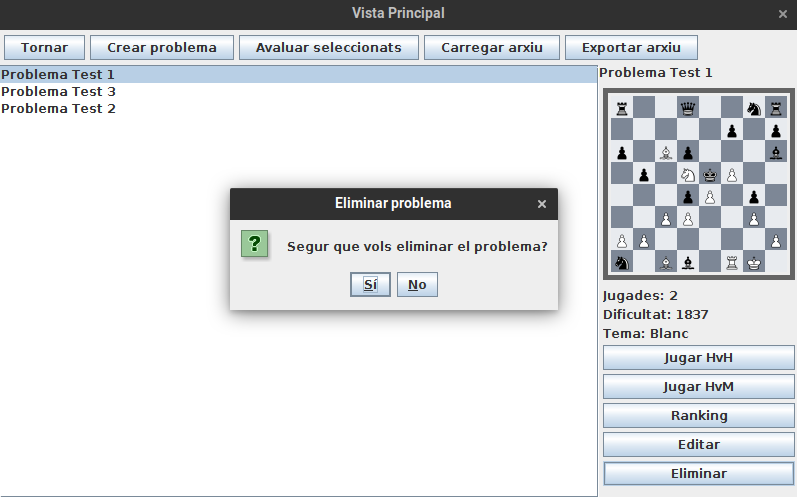 Vista Principal
Tornar Crear problema Avaluar seleccionats Carregar arxiu Exportar arxiu
Problema Test 1
Problema Test 3
Problema Test 2
Problema Test 1
Eliminar problema
Segur que vols eliminar el problema?
Sí No
Jugades: 2
Dificultat: 1837
Tema: Blanc
Jugar HvH
Jugar HvM
Ranking
Editar
Eliminar